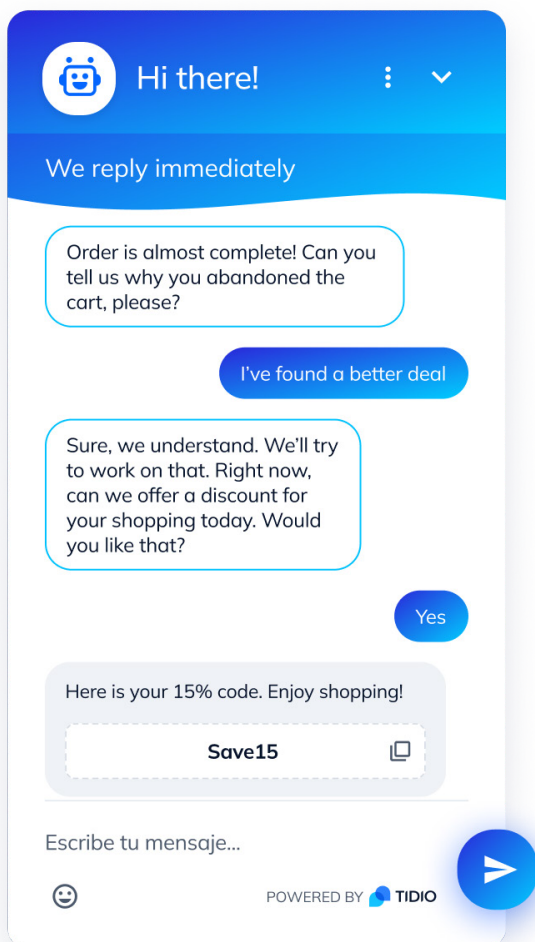 Hi there!
We reply immediately
Order is almost complete! Can you
tell us why you abandoned the
cart, please?
I’ve found a better deal
Sure, we understand. We’ll try
to work on that. Right now,
can we offer a discount for
your shopping today. Would
you like that?
Yes
Here is your 15% code. Enjoy shopping!
Save15
Escribe tu mensaje...
POWERED BY TIDIO